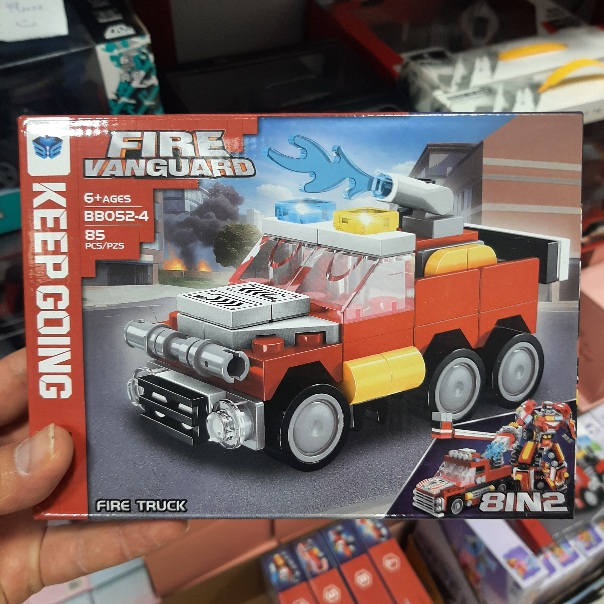 FIRE
VANGUARD
6+AGES
BB052-4
85
PCS/PZS
KEEP GOING
FIRE TRUCK
8IN2